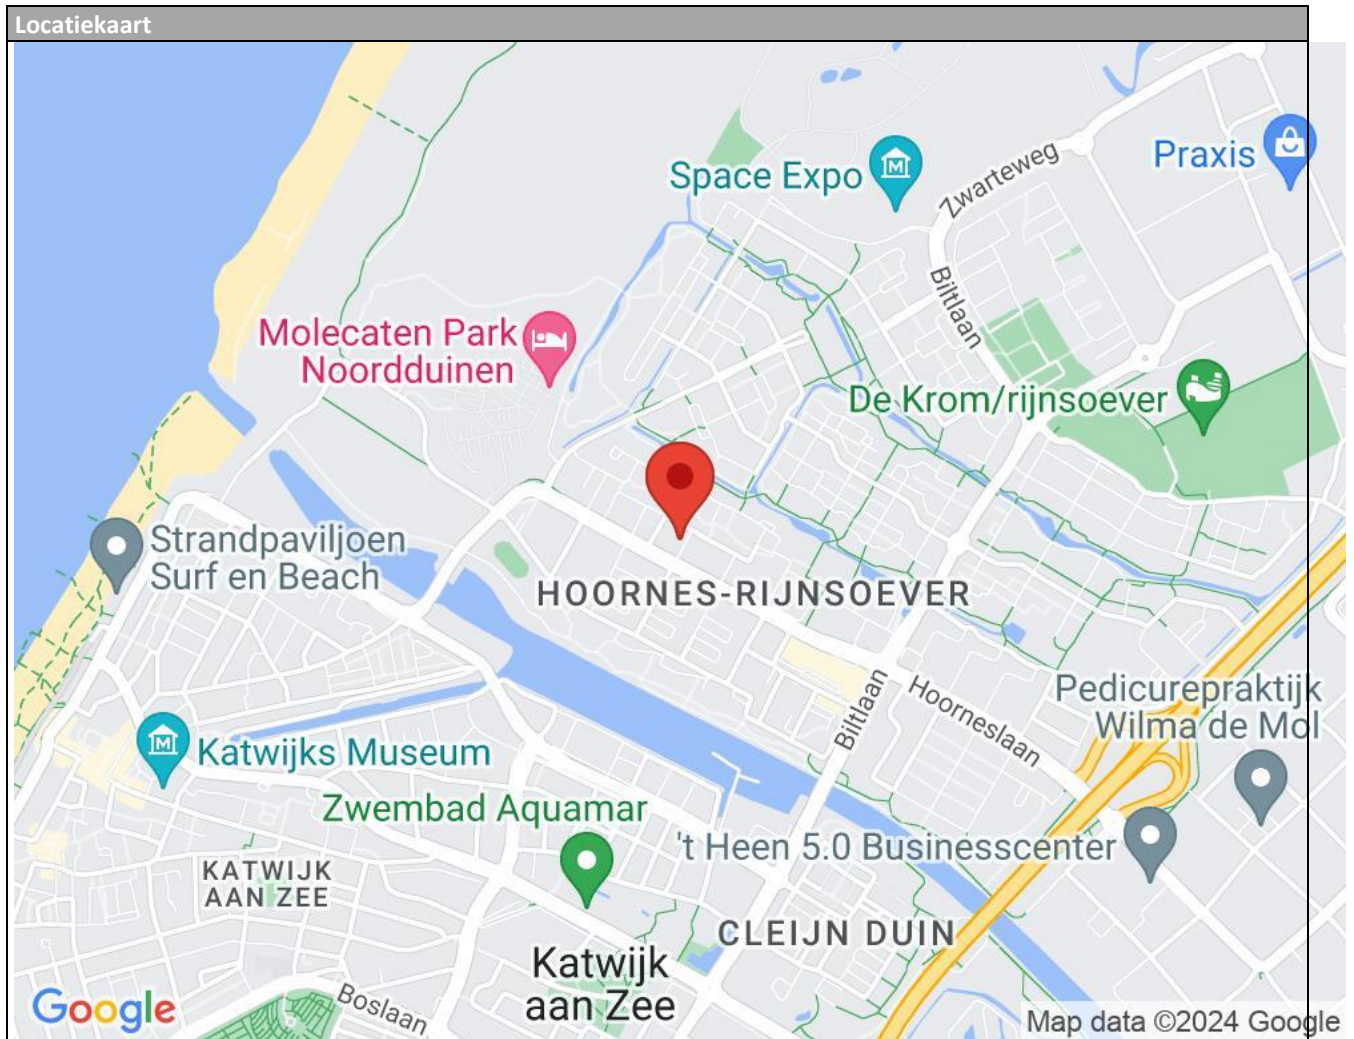 Locatiekaart
Space Expo
Zwarteweg
Praxis
Biltlaan
Molecaten Park
Noordduinen
De Krom/rijnsoever
Strandpaviljoen
Surf en Beach
HOORNES-RIJNSOEVER
Biltlaan
Hoorneslaan
Pedicurepraktijk
Wilma de Mol
Katwijks Museum
Zwembad Aquamar
't Heen 5.0 Businesscenter
KATWIJK
AAN ZEE
CLEIJN DUIN
Katwijk
aan Zee
Boslaan
Google
Map data ©2024 Google